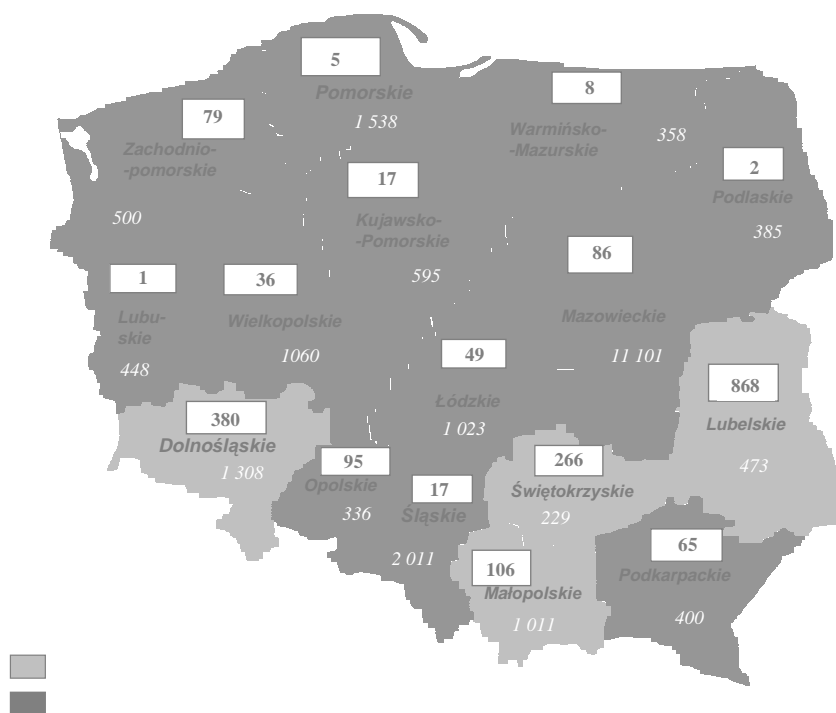 5
Pomorskie
1 538
8
Warmińsko-
-Mazurskie
358
79
Zachodnio-
-pomorskie
500
2
Podlaskie
385
17
Kujawsko-
-Pomorskie
595
86
Mazowieckie
11 101
1
Lubu-
skie
448
36
Wielkopolskie
1060
49
Łódzkie
1 023
868
Lubelskie
473
380
Dolnośląskie
1 308
95
Opolskie
336
17
Śląskie
2 011
266
Świętokrzyskie
229
106
Małopolskie
1 011
65
Podkarpackie
400